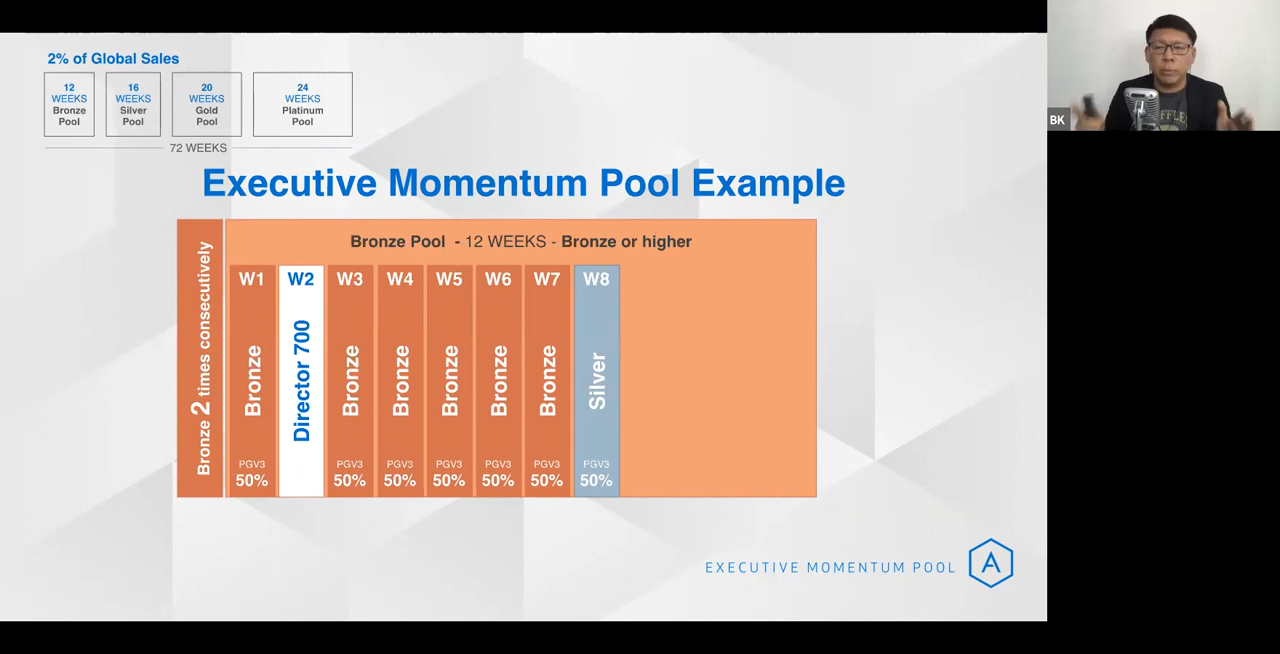 2% of Global Sales
12 WEEKS Bronze Pool
16 WEEKS Silver Pool
20 WEEKS Gold Pool
24 WEEKS Platinum Pool
72 WEEKS
Executive Momentum Pool Example
Bronze 2 times consecutively
Bronze Pool - 12 WEEKS - Bronze or higher
W1 W2 W3 W4 W5 W6 W7 W8
Bronze Director 700 Bronze Bronze Bronze Bronze Bronze Silver
PGV3 PGV3 PGV3 PGV3 PGV3 PGV3 PGV3
50% 50% 50% 50% 50% 50% 50%
EXECUTIVE MOMENTUM POOL A
BK